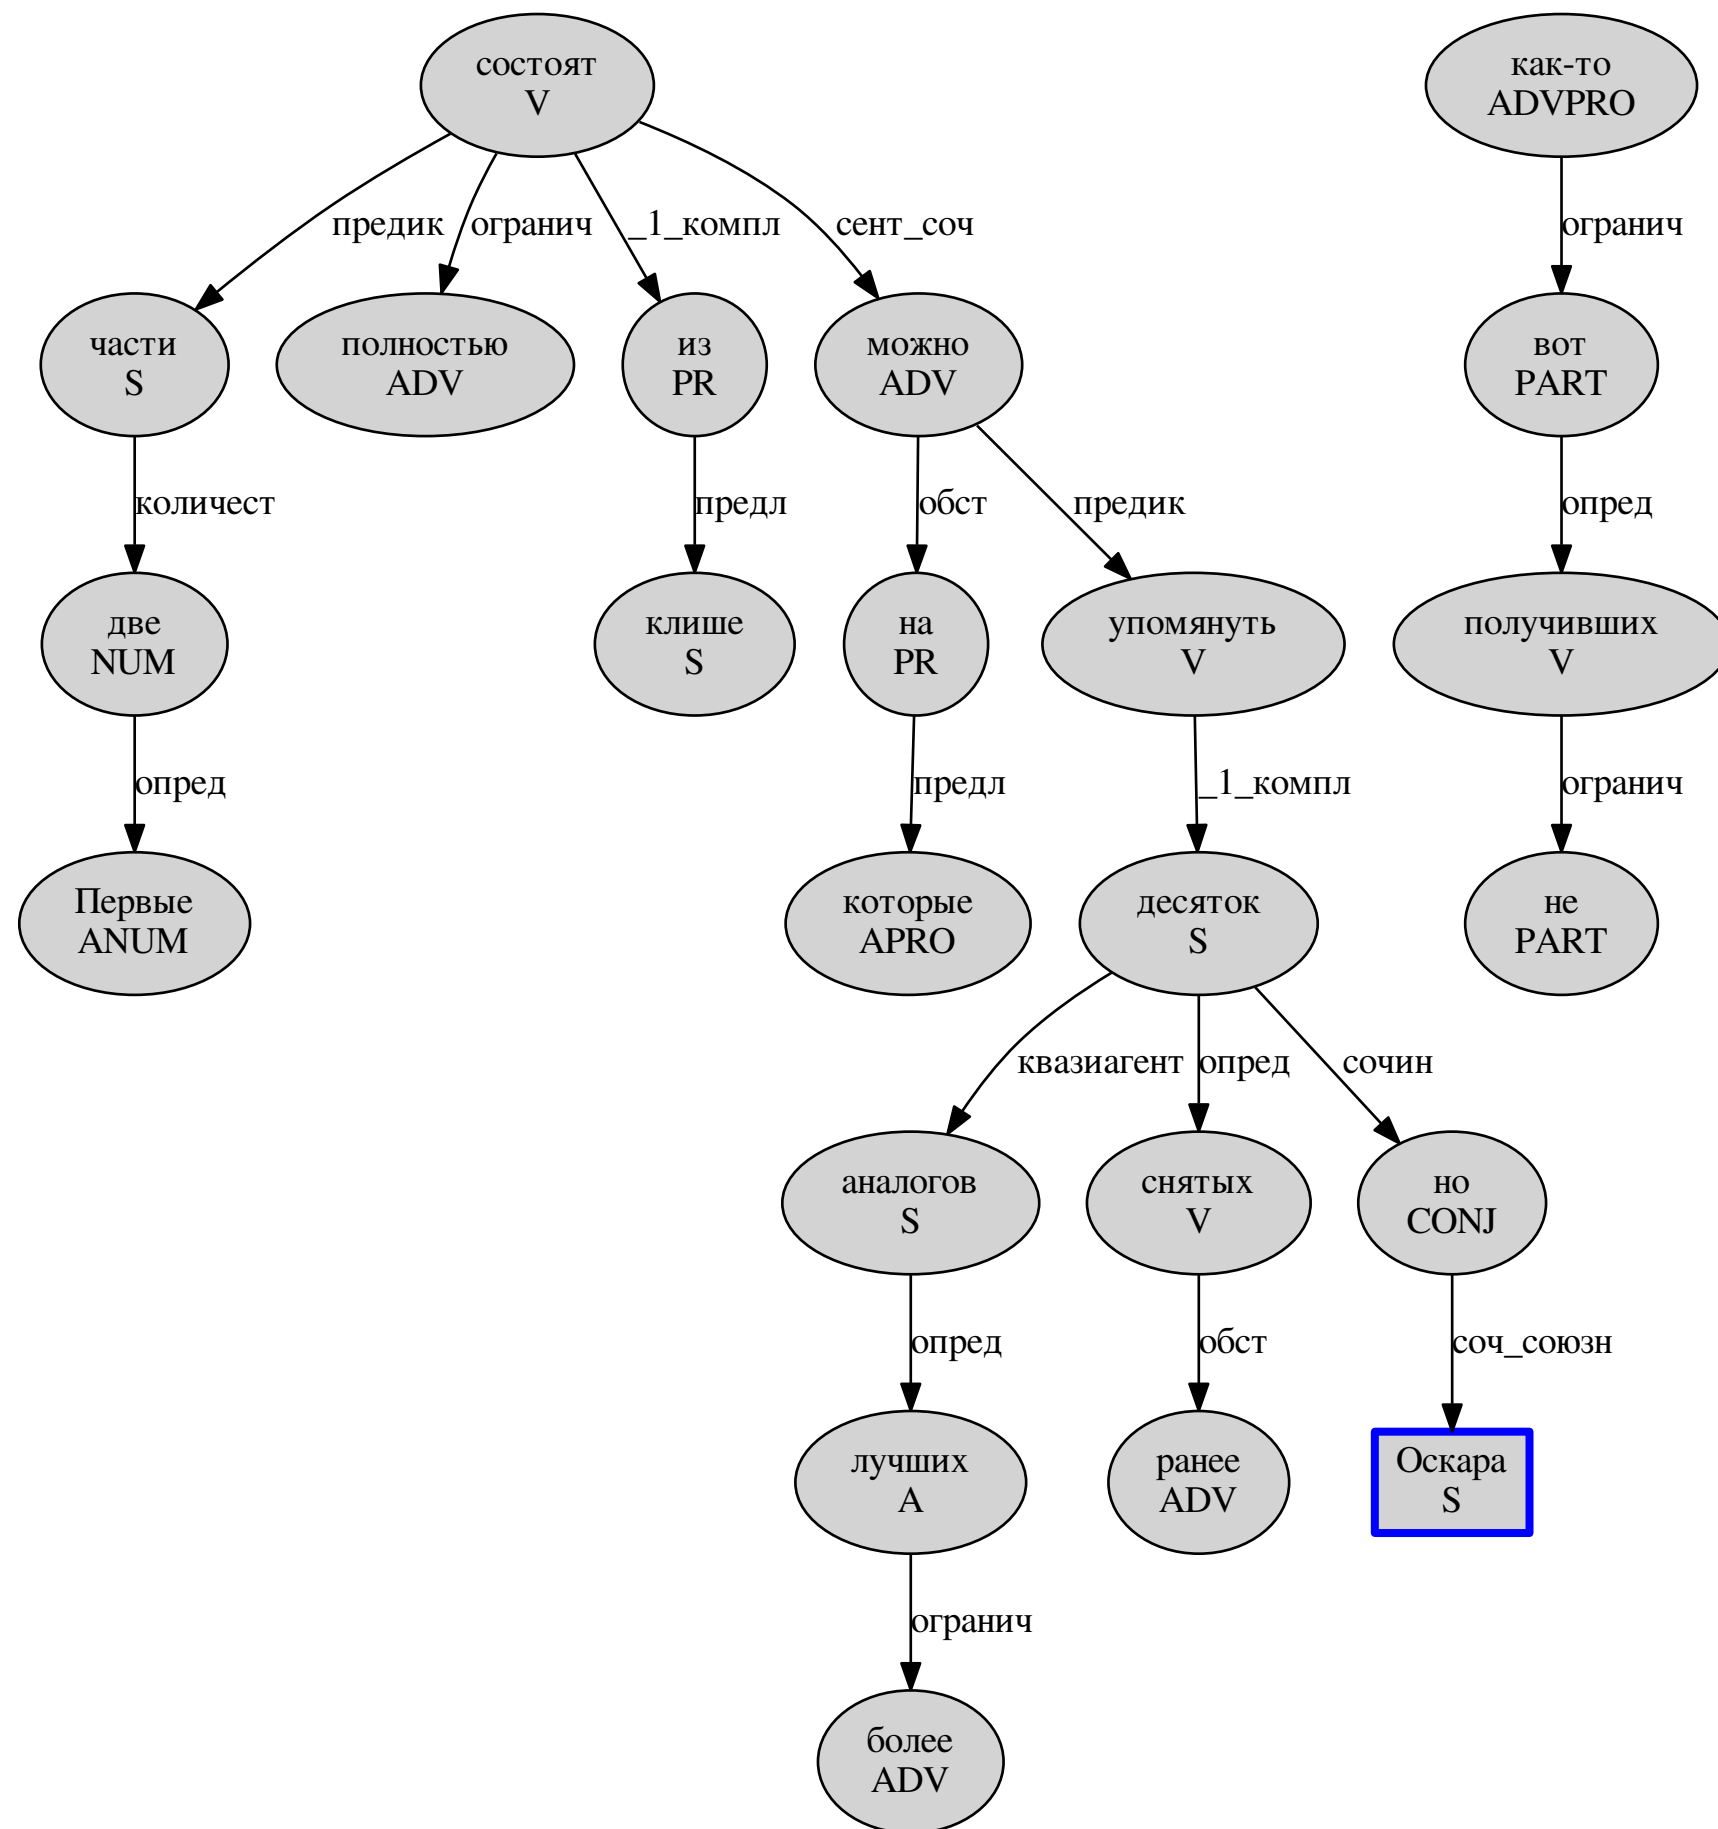 состоят
V
как-то
ADVPRO
предик
огранич
_1_компл
сент_соч
огранич
части
S
полностью
ADV
из
PR
можно
ADV
вот
PART
количест
предл
обст
предик
опред
две
NUM
клише
S
на
PR
упомянуть
V
получивших
V
опред
предл
_1_компл
огранич
Первые
ANUM
которые
APRO
десяток
S
не
PART
квазиагент
опред
сочин
аналогов
S
снятых
V
но
CONJ
опред
обст
соч_союзн
лучших
A
ранее
ADV
Оскара
S
огранич
более
ADV